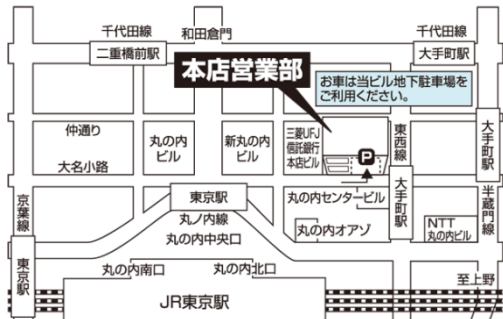 千代田線
和田倉門
千代田線
二重橋前駅
大手町駅
本店営業部
お車は当ビル地下駐車場を
ご利用ください。
仲通り
大名小路
丸の内
ビル
新丸の内
ビル
三菱UFJ
信託銀行
本店ビル
P
東西線
大手町駅
大手町駅
半蔵門線
京葉線
東京駅
東京駅
丸ノ内線
丸の内中央口
丸の内センタービル
丸の内オアゾ
NTT
丸の内ビル
丸の内南口
丸の内北口
至上野
JR東京駅